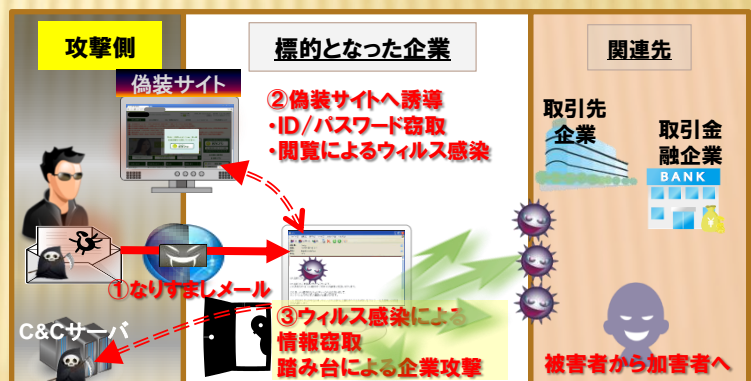 攻撃側
標的となった企業
関連先
偽装サイト
②偽装サイトへ誘導
・ID/パスワード窃取
・閲覧によるウィルス感染
取引先
企業
取引金
融企業
BANK
①なりすましメール
C&Cサーバ
③ウィルス感染による
情報窃取
踏み台による企業攻撃
被害者から加害者へ